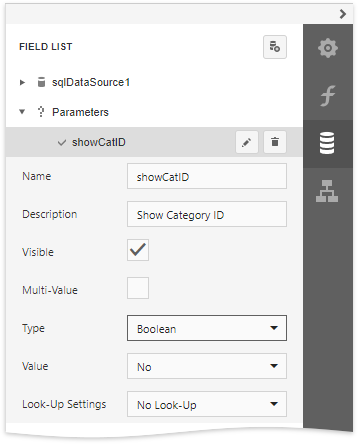 FIELD LIST
sqlDataSource1
Parameters
showCatID
Name showCatID
Description Show Category ID
Visible
Multi-Value
Type Boolean
Value No
Look-Up Settings No Look-Up